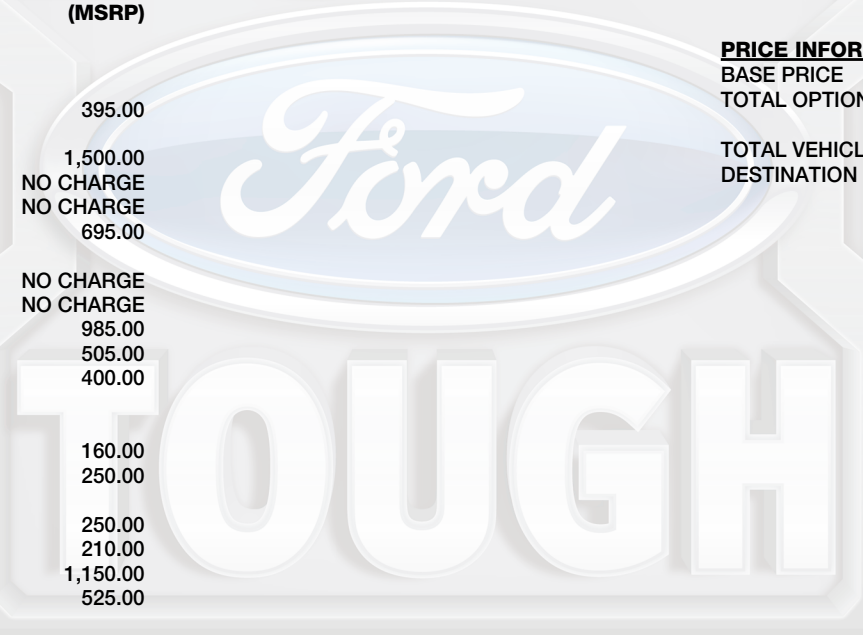 (MSRP)
395.00
1,500.00
NO CHARGE
NO CHARGE
695.00
NO CHARGE
NO CHARGE
985.00
505.00
400.00
160.00
250.00
250.00
210.00
1,150.00
525.00
PRICE INFOR
BASE PRICE
TOTAL OPTION
TOTAL VEHICL
DESTINATION
Ford
TOUGH